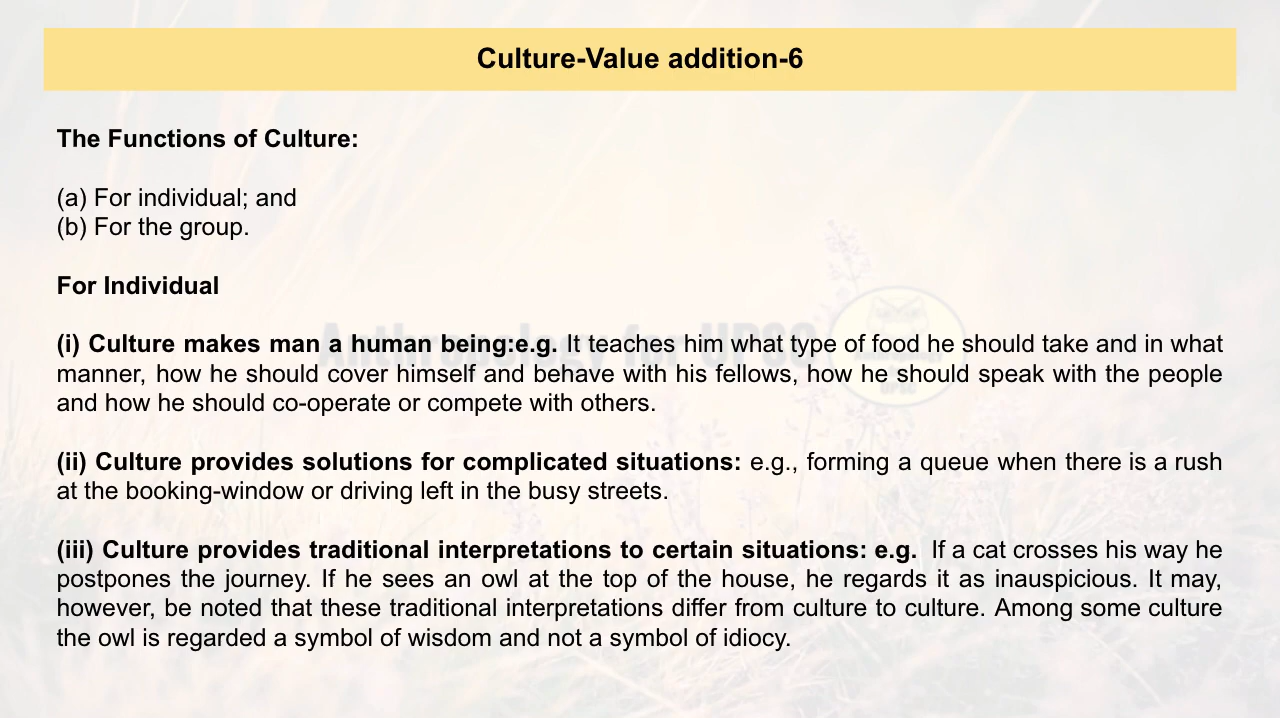 Culture-Value addition-6
The Functions of Culture:
(a) For individual; and
(b) For the group.
For Individual
(i) Culture makes man a human being:e.g. It teaches him what type of food he should take and in what
manner, how he should cover himself and behave with his fellows, how he should speak with the people
and how he should co-operate or compete with others.
Anthropology for UPSC
UPSC
(ii) Culture provides solutions for complicated situations: e.g., forming a queue when there is a rush
at the booking-window or driving left in the busy streets.
(iii) Culture provides traditional interpretations to certain situations: e.g. If a cat crosses his way he
postpones the journey. If he sees an owl at the top of the house, he regards it as inauspicious. It may,
however, be noted that these traditional interpretations differ from culture to culture. Among some culture
the owl is regarded a symbol of wisdom and not a symbol of idiocy.